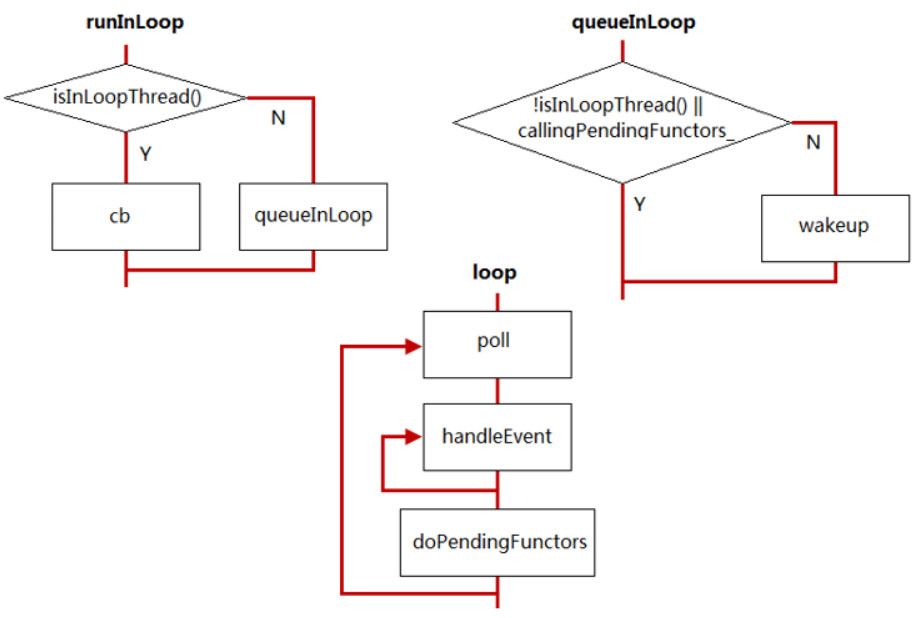 runInLoop
isInLoopThread()
N
Y
cb
queueInLoop
queueInLoop
!isInLoopThread() ||
callingPendingFunctors_
N
Y
wakeup
loop
poll
handleEvent
doPendingFunctors